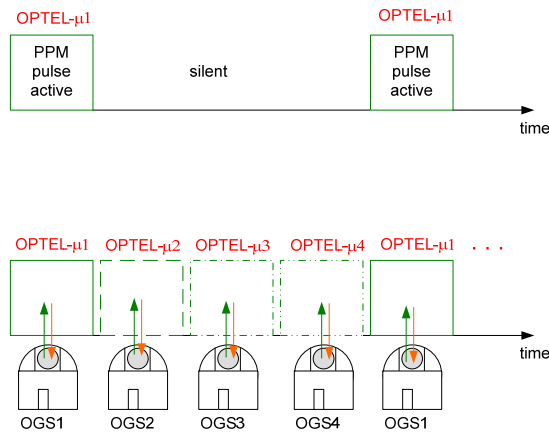 OPTEL-μ1 OPTEL-μ1
PPM pulse active
silent
PPM pulse active
time
OPTEL-μ1 OPTEL-μ2 OPTEL-μ3 OPTEL-μ4 OPTEL-μ1 . . .
time
OGS1 OGS2 OGS3 OGS4 OGS1